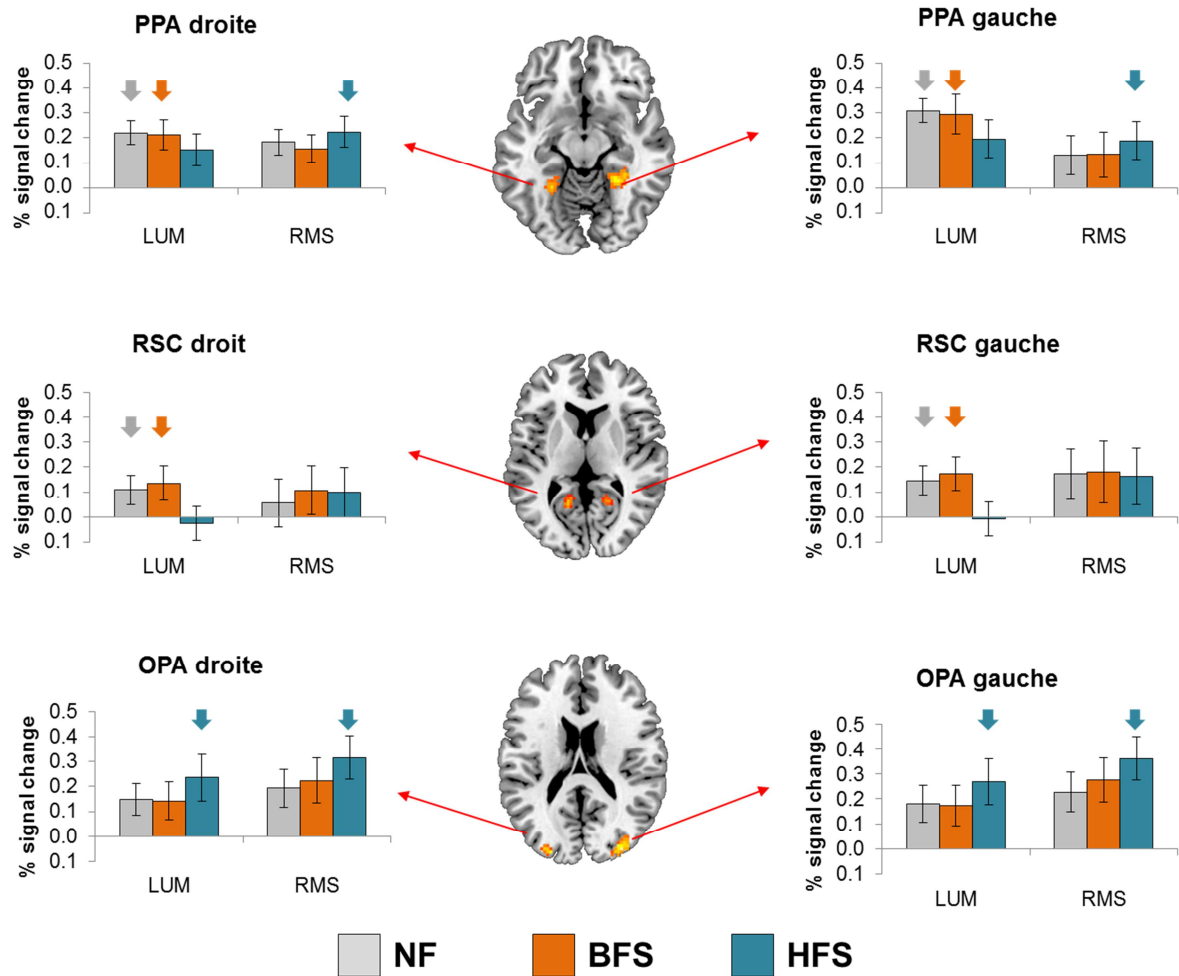 PPA droite
% signal change
0.5
0.4
0.3
0.2
0.1
0.0
0.1
LUM RMS
PPA gauche
% signal change
0.5
0.4
0.3
0.2
0.1
0.0
0.1
LUM RMS
RSC droit
% signal change
0.5
0.4
0.3
0.2
0.1
0.0
0.1
LUM RMS
RSC gauche
% signal change
0.5
0.4
0.3
0.2
0.1
0.0
0.1
LUM RMS
OPA droite
% signal change
0.5
0.4
0.3
0.2
0.1
0.0
0.1
LUM RMS
OPA gauche
% signal change
0.5
0.4
0.3
0.2
0.1
0.0
0.1
LUM RMS
NF BFS HFS